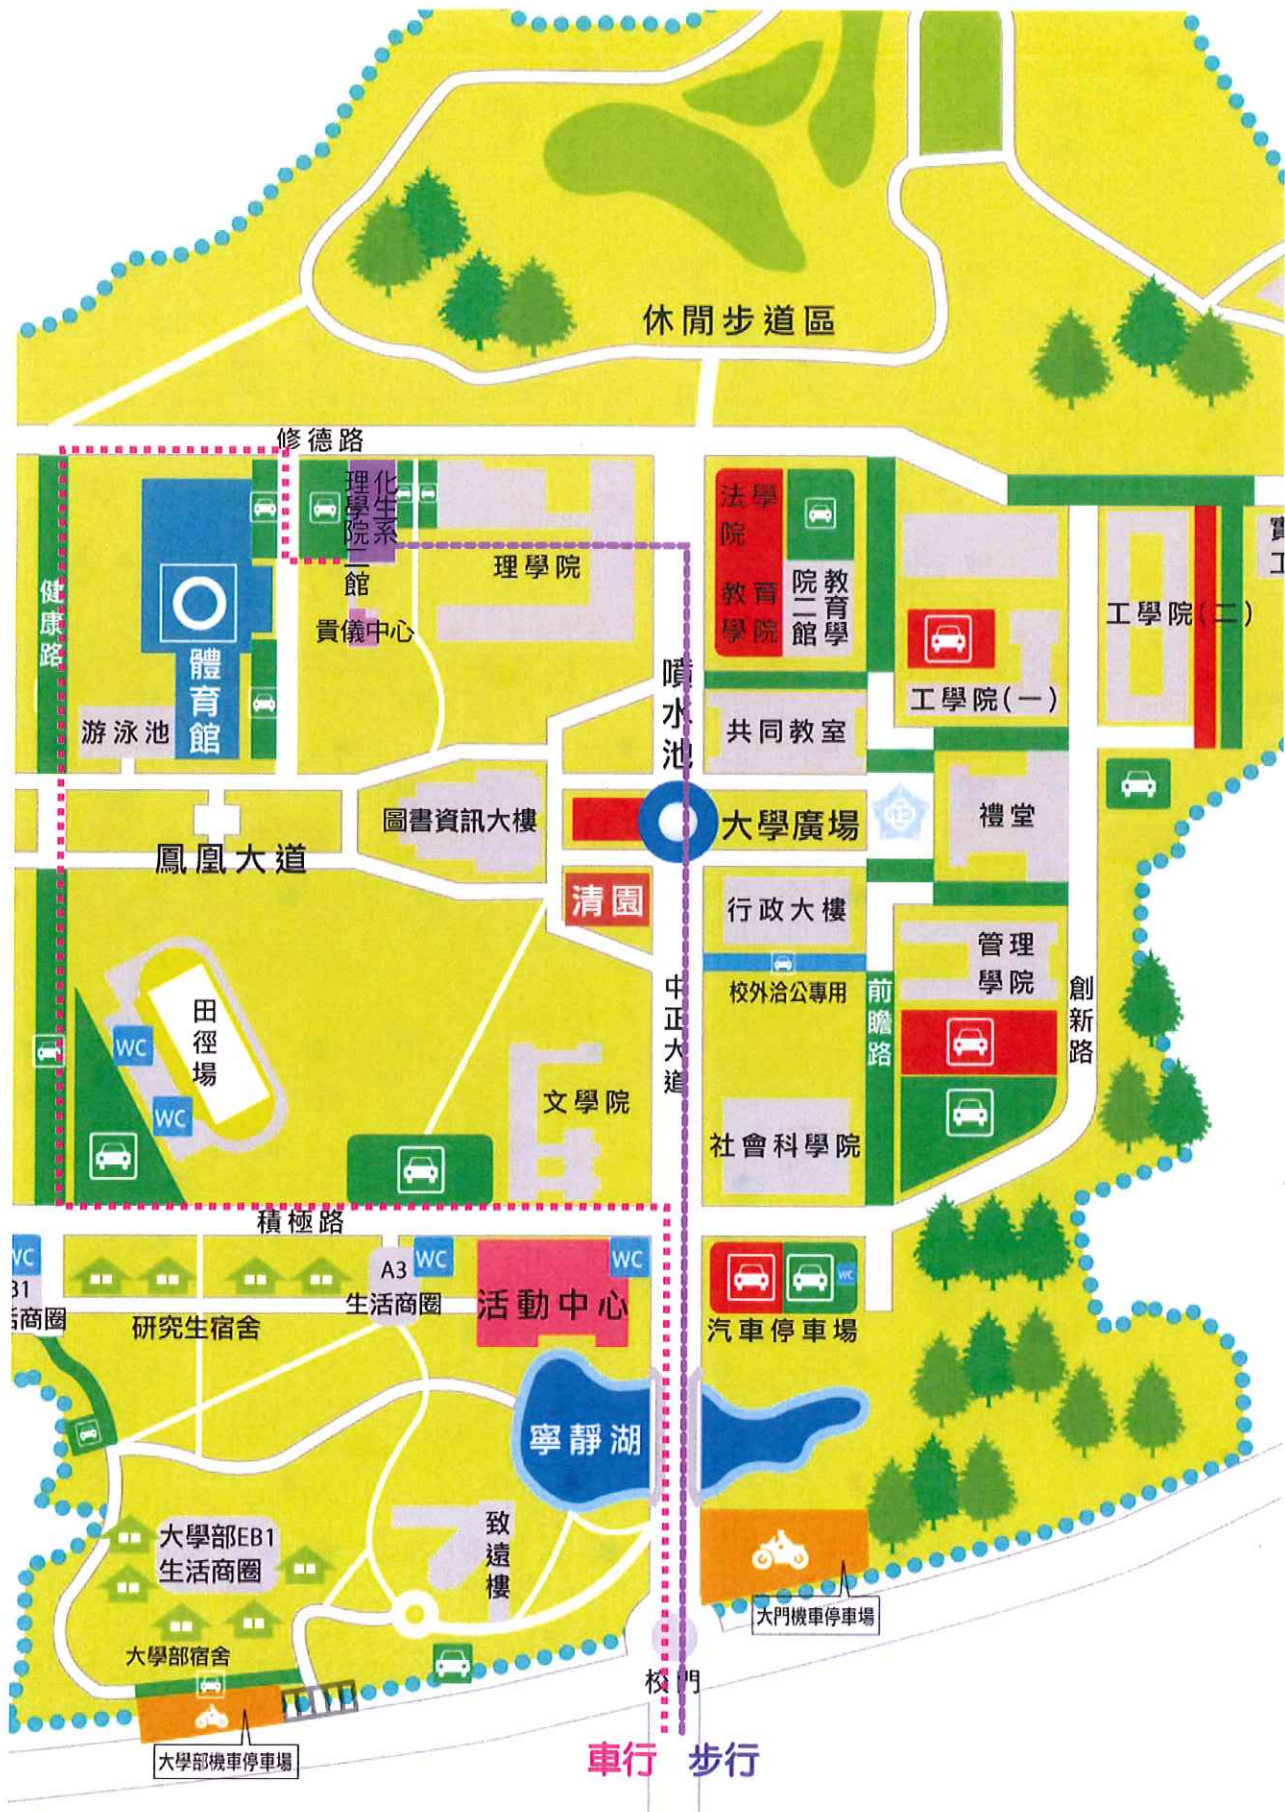 休閒步道區
修德路
理學院二館
化生系
貴儀中心
理學院
法學院
教育學院
教育學院二館
工學院(一)
工學院(二)
健康路
體育館
游泳池
噴水池
共同教室
圖書資訊大樓
大學廣場
禮堂
鳳凰大道
清園
行政大樓
管理學院
校外洽公專用
前瞻路
創新路
中正大道
田徑場
WC
WC
文學院
社會科學院
積極路
WC
B1
活商圈
A3
生活商圈
WC
活動中心
WC
WC
汽車停車場
研究生宿舍
寧靜湖
致遠樓
大學部EB1
生活商圈
大學部宿舍
大門機車停車場
校門
大學部機車停車場
車行 步行